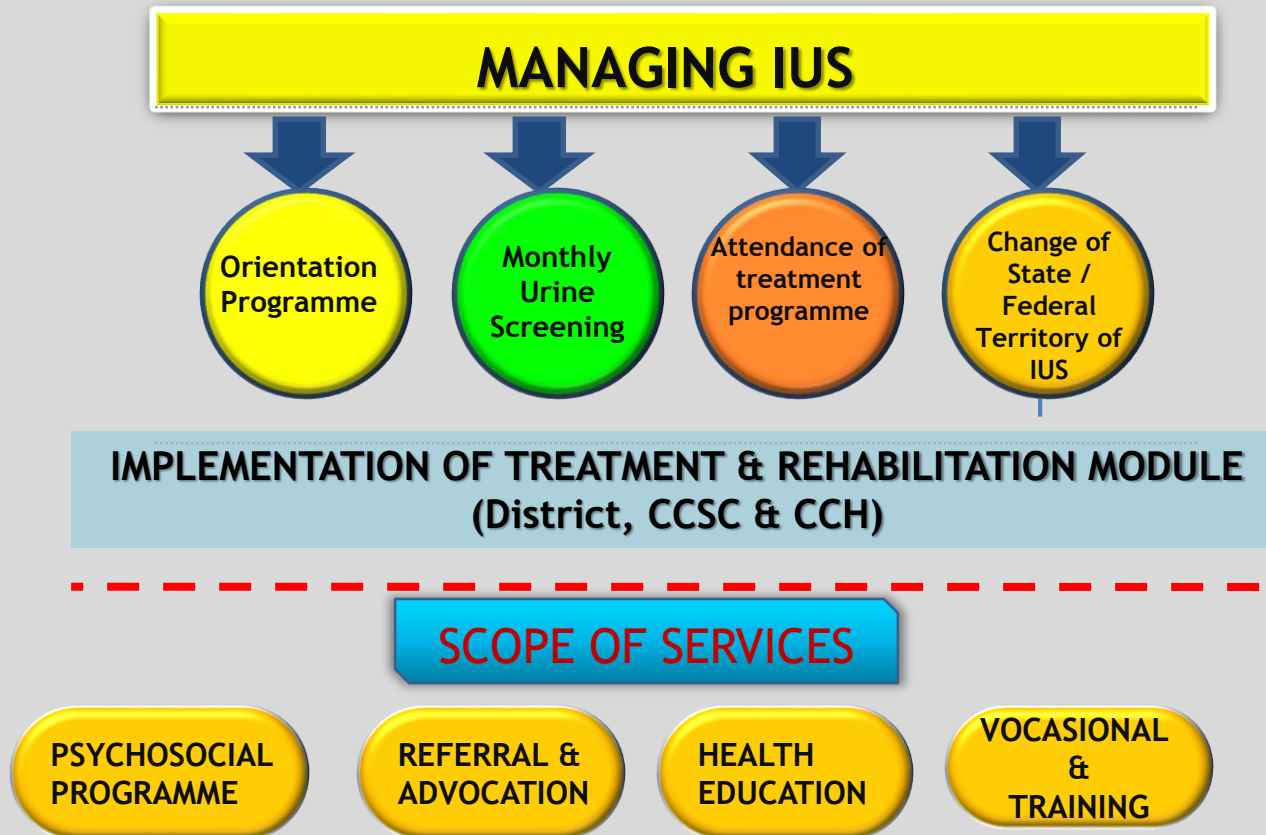 MANAGING IUS
Orientation
Programme
Monthly
Urine
Screening
Attendance of
treatment
programme
Change of
State /
Federal
Territory of
IUS
IMPLEMENTATION OF TREATMENT & REHABILITATION MODULE
(District, CCSC & CCH)
SCOPE OF SERVICES
PSYCHOSOCIAL
PROGRAMME
REFERRAL &
ADVOCATION
HEALTH
EDUCATION
VOCASIONAL
&
TRAINING